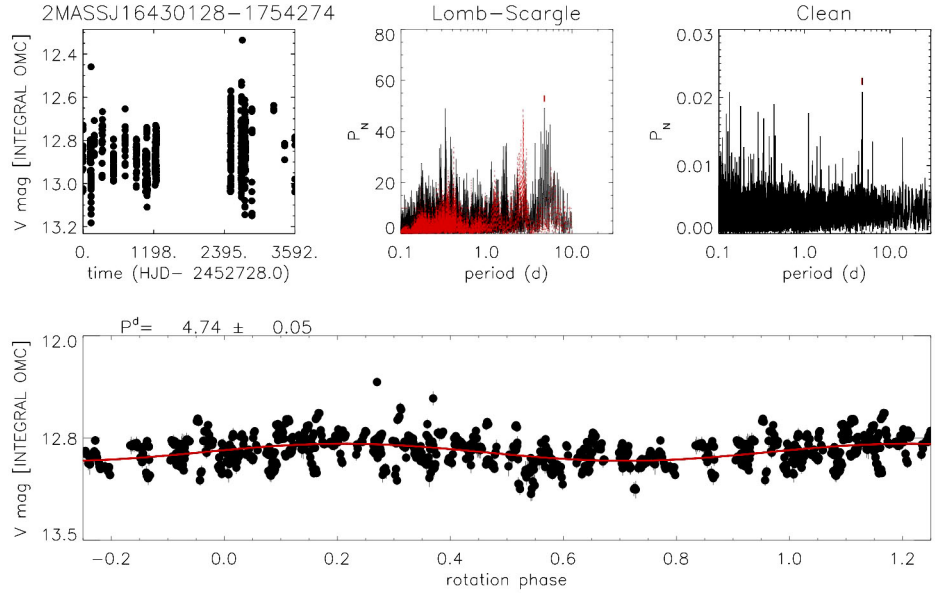 2MASSJ16430128-1754274
Lomb-Scargle
Clean
V mag [INTEGRAL OMC]
12.4
12.6
12.8
13.0
13.2
0. 1198. 2395. 3592.
time (HJD- 2452728.0)
P_N
80
60
40
20
0
0.1 1.0 10.0
period (d)
P_N
0.03
0.02
0.01
0.00
0.1 1.0 10.0
period (d)
P^d= 4.74 ± 0.05
V mag [INTEGRAL OMC]
12.0
12.8
13.5
-0.2 0.0 0.2 0.4 0.6 0.8 1.0 1.2
rotation phase